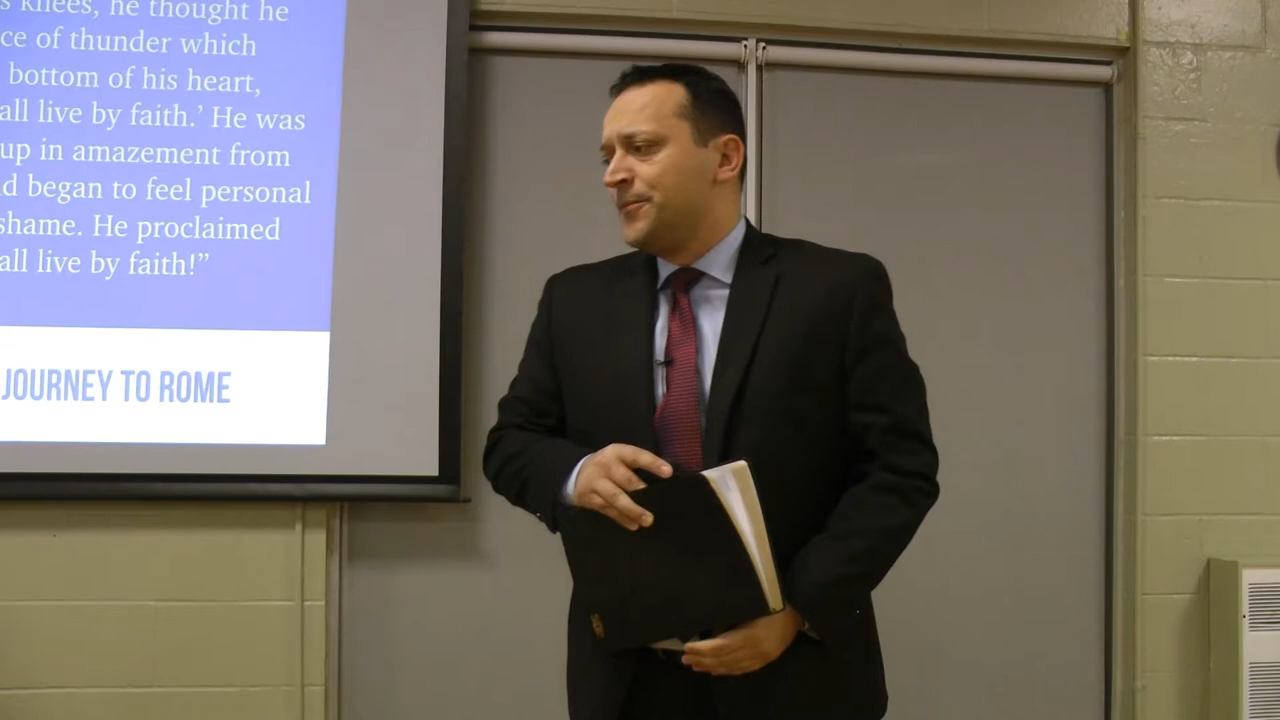 s knees, he thought he
ce of thunder which
bottom of his heart,
all live by faith.’ He was
up in amazement from
d began to feel personal
shame. He proclaimed
all live by faith!”
JOURNEY TO ROME